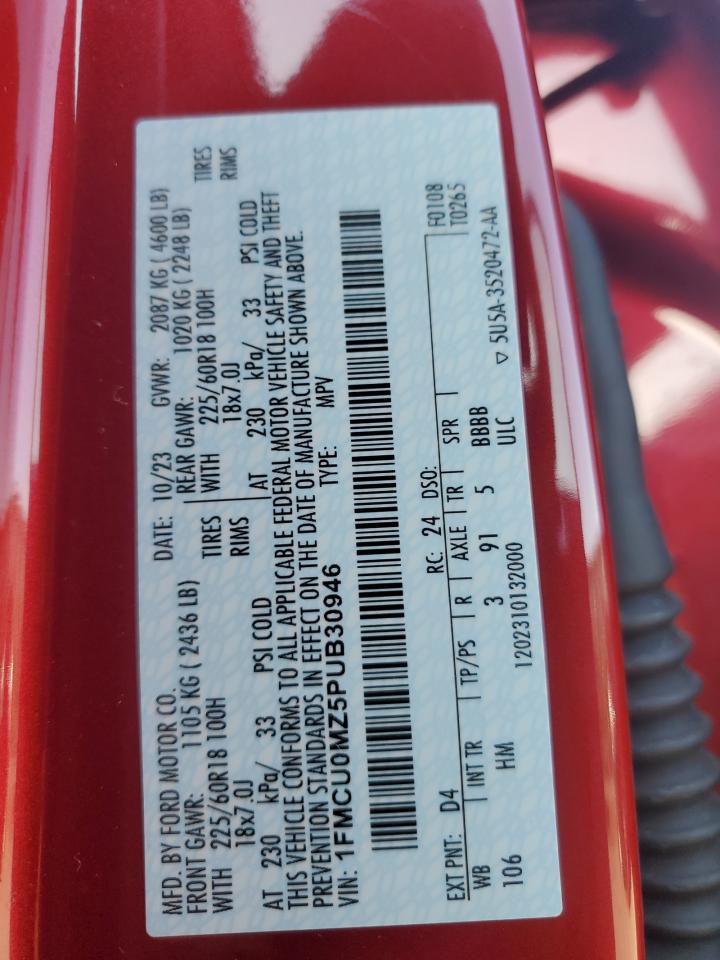 MFD. BY FORD MOTOR CO.
DATE: 10/23 GVWR: 2087 KG ( 4600 LB)
FRONT GAWR: 1105 KG ( 2436 LB)
REAR GAWR: 1020 KG ( 2248 LB)
WITH 225/60R18 100H TIRES
WITH 225/60R18 100H TIRES
18x7.0J RIMS
18x7.0J RIMS
AT 230 kPa/ 33 PSI COLD
AT 230 kPa/ 33 PSI COLD
THIS VEHICLE CONFORMS TO ALL APPLICABLE FEDERAL MOTOR VEHICLE SAFETY AND THEFT
PREVENTION STANDARDS IN EFFECT ON THE DATE OF MANUFACTURE SHOWN ABOVE.
VIN: 1FMCU0MZ5PUB30946 TYPE: MPV
EXT PNT: D4 RC: 24 DSO: F0108
WB INT TR TP/PS R AXLE TR SPR T0265
106 HM 3 91 5 BBBB
1202310132000 ULC ▽ 5U5A-3520472-AA